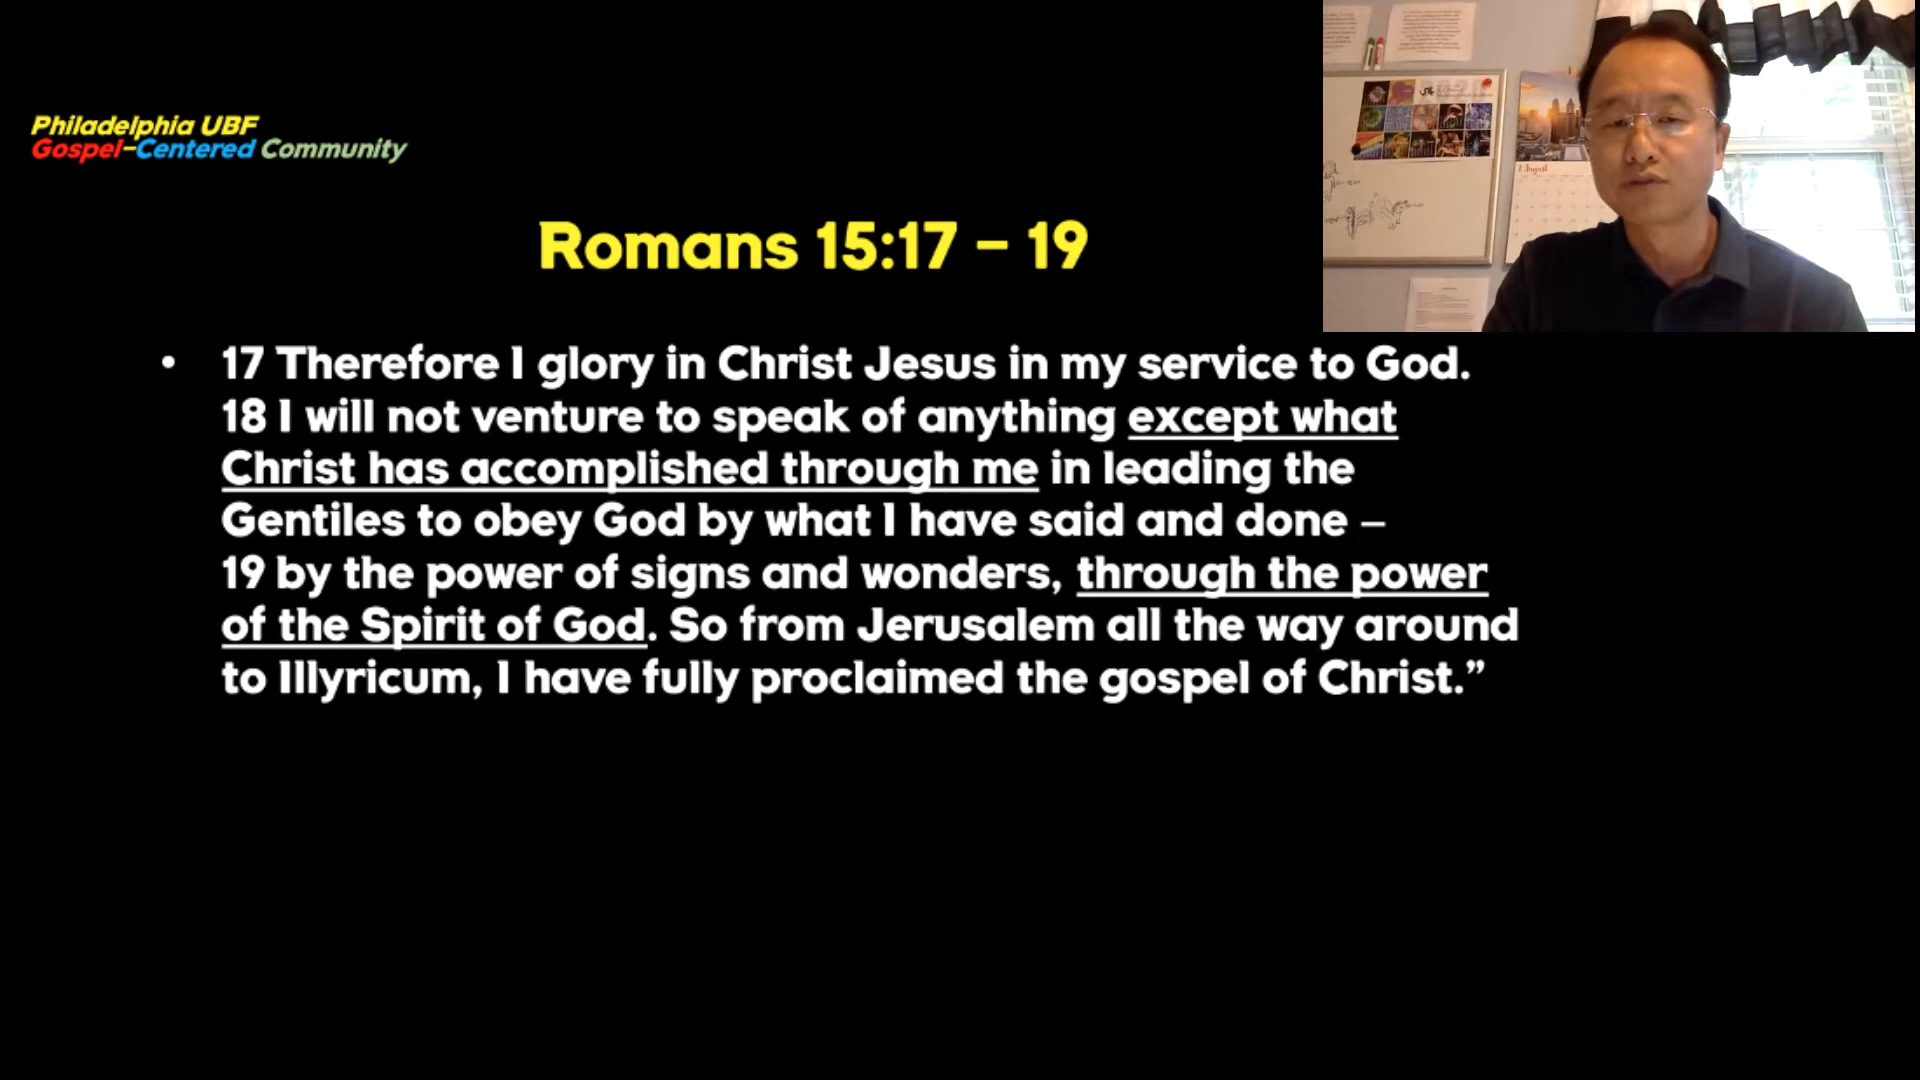 Philadelphia UBF
Gospel-Centered Community
Romans 15:17 – 19
• 17 Therefore I glory in Christ Jesus in my service to God.
18 I will not venture to speak of anything except what
Christ has accomplished through me in leading the
Gentiles to obey God by what I have said and done –
19 by the power of signs and wonders, through the power
of the Spirit of God. So from Jerusalem all the way around
to Illyricum, I have fully proclaimed the gospel of Christ.”
August